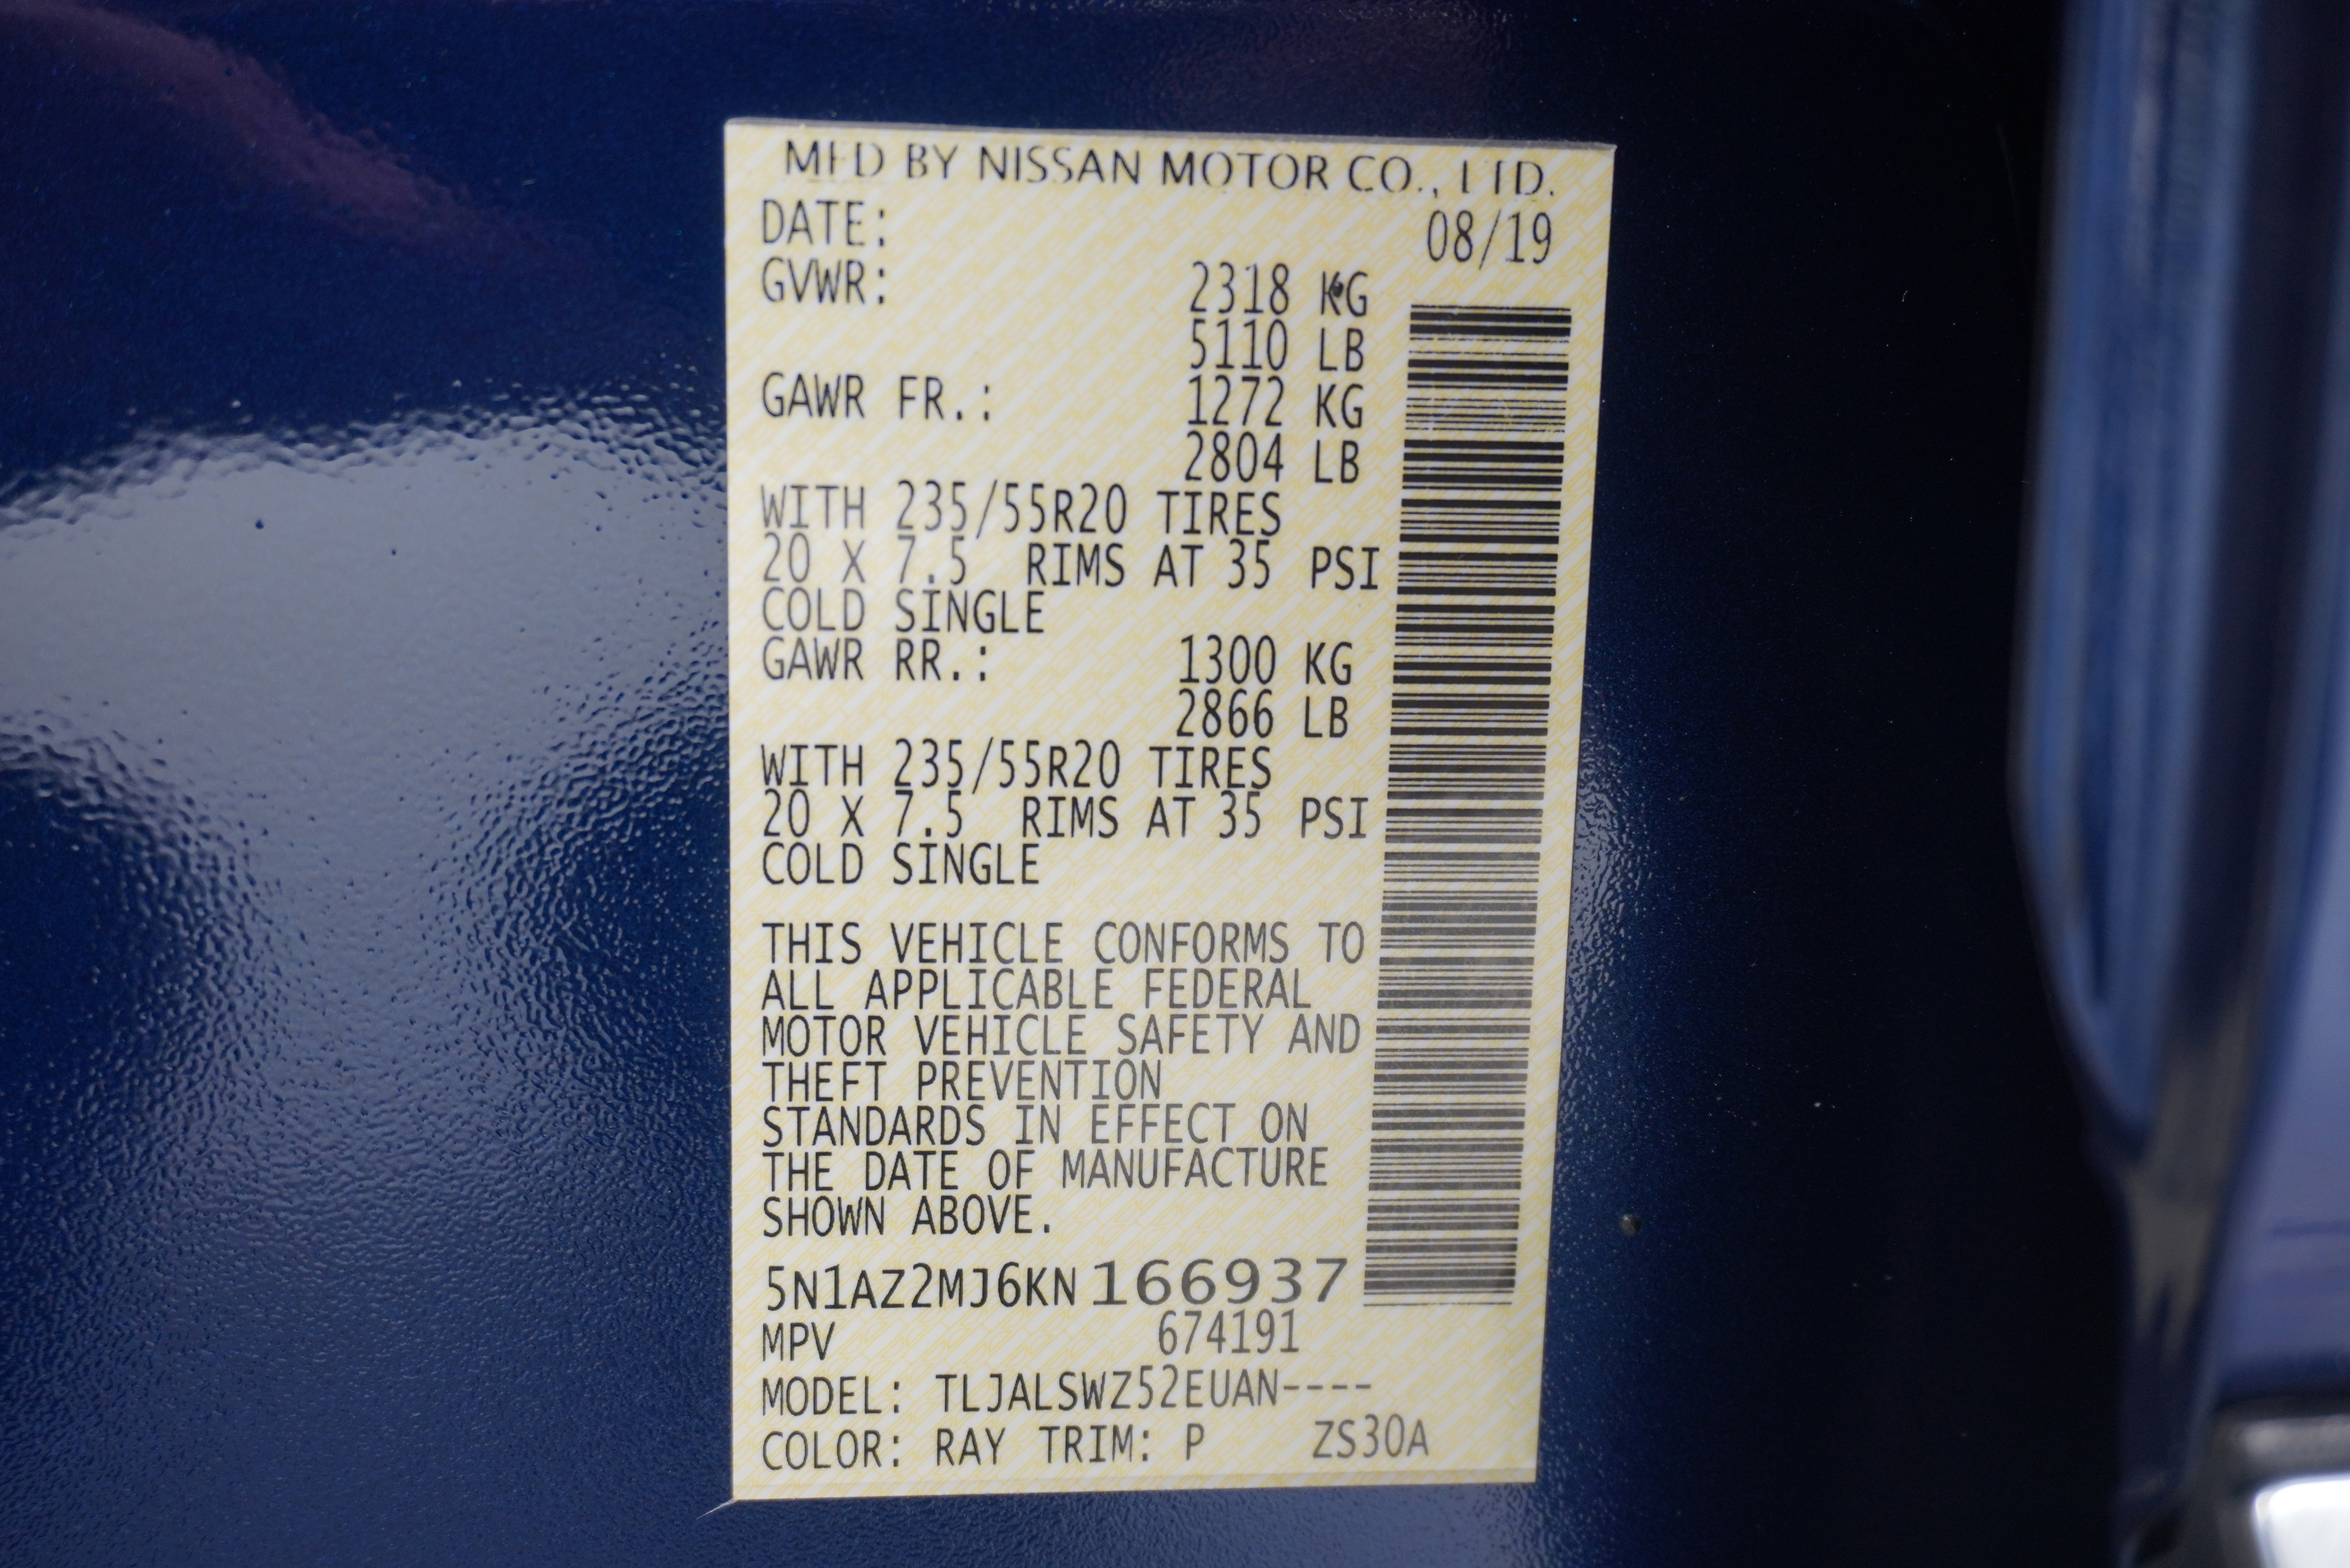 MFD BY NISSAN MOTOR CO., LTD.
DATE: 08/19
GVWR: 2318 KG
5110 LB
GAWR FR.: 1272 KG
2804 LB
WITH 235/55R20 TIRES
20 X 7.5 RIMS AT 35 PSI
COLD SINGLE
GAWR RR.: 1300 KG
2866 LB
WITH 235/55R20 TIRES
20 X 7.5 RIMS AT 35 PSI
COLD SINGLE
THIS VEHICLE CONFORMS TO
ALL APPLICABLE FEDERAL
MOTOR VEHICLE SAFETY AND
THEFT PREVENTION
STANDARDS IN EFFECT ON
THE DATE OF MANUFACTURE
SHOWN ABOVE.
5N1AZ2MJ6KN166937
MPV 674191
MODEL: TLJALSWZ52EUAN----
COLOR: RAY TRIM: P ZS30A